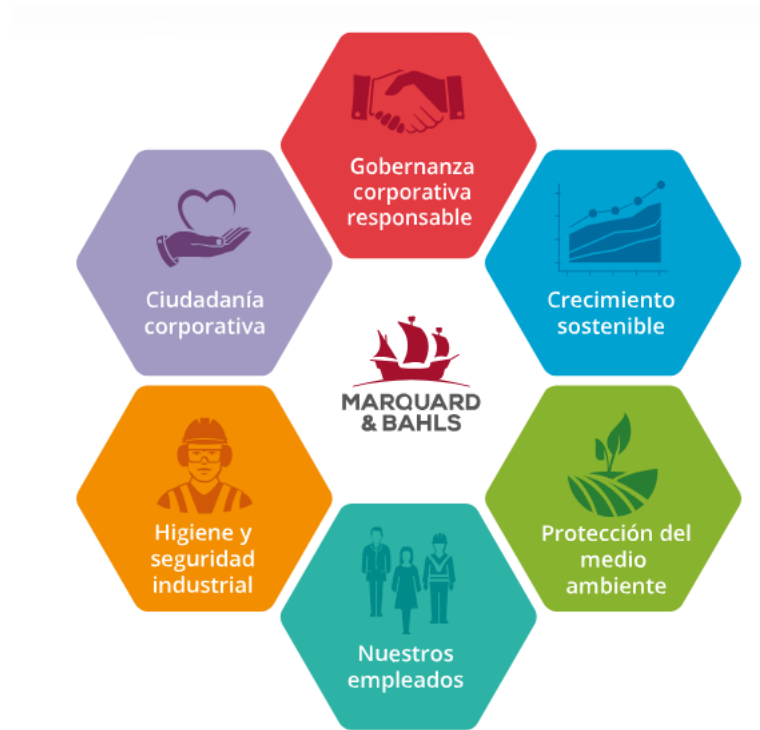 Gobernanza
corporativa
responsable
Crecimiento
sostenible
Protección del
medio
ambiente
Nuestros
empleados
Higiene y
seguridad
industrial
Ciudadanía
corporativa
MARQUARD
& BAHLS